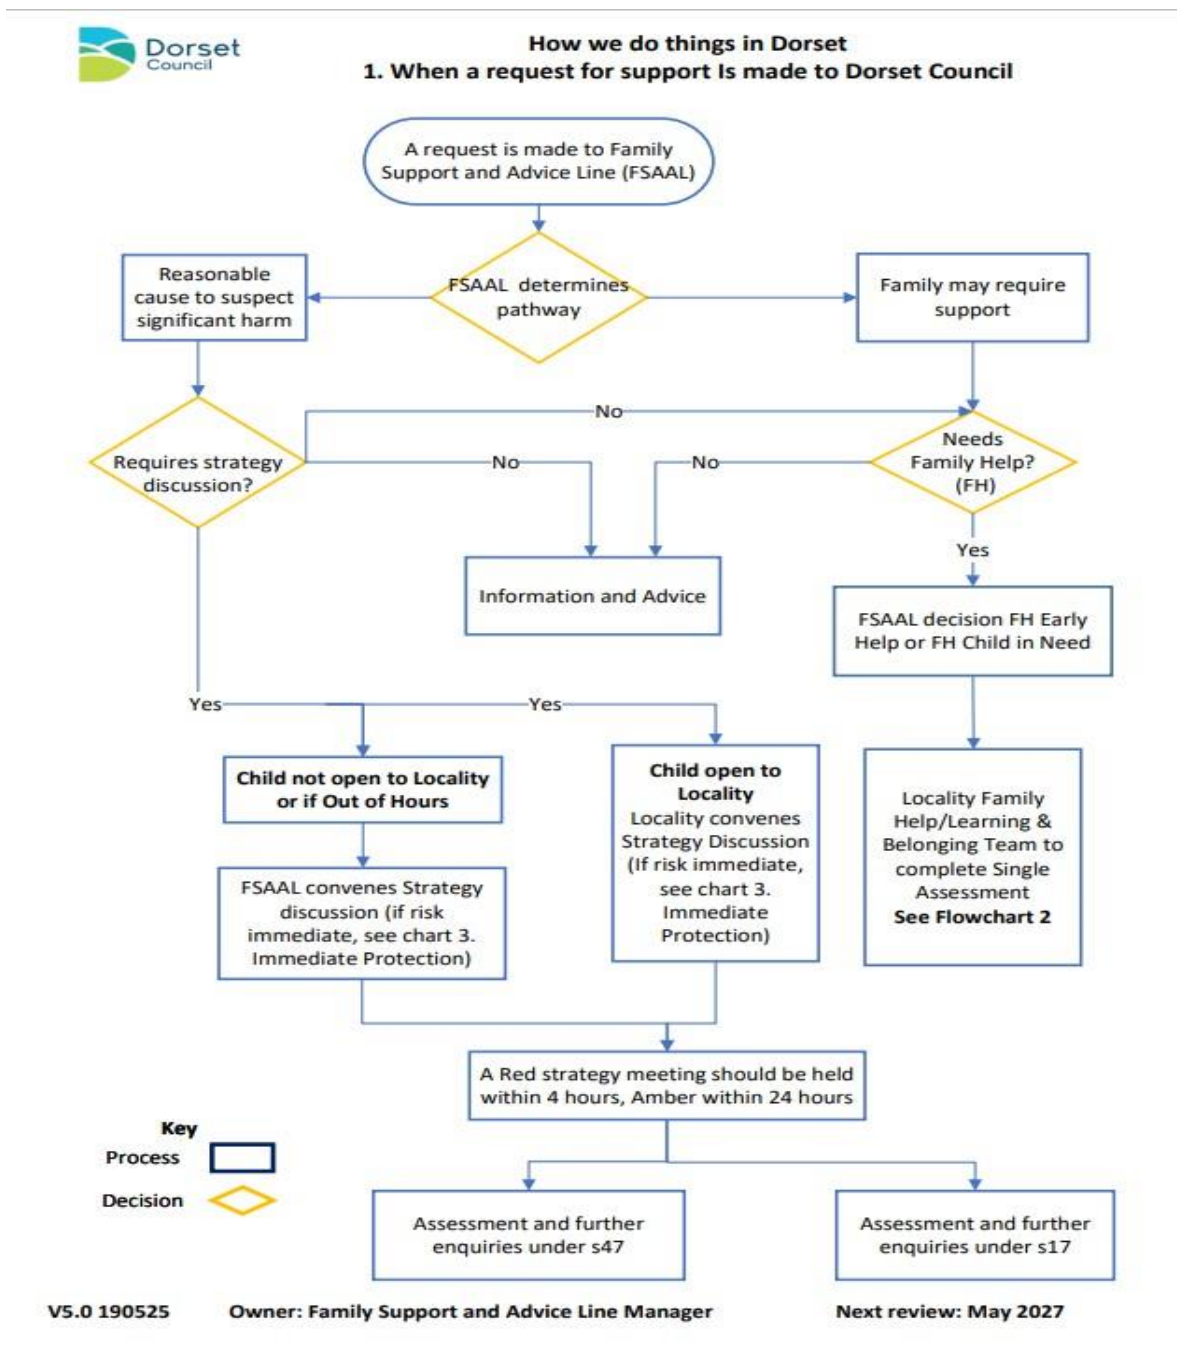 Dorset
Council
How we do things in Dorset
1. When a request for support Is made to Dorset Council
A request is made to Family
Support and Advice Line (FSAAL)
Reasonable
cause to suspect
significant harm
FSAAL determines
pathway
Family may require
support
No
Requires strategy
discussion?
No
No
Needs
Family Help?
(FH)
Yes
Information and Advice
FSAAL decision FH Early
Help or FH Child in Need
Yes
Yes
Child not open to Locality
or if Out of Hours
Child open to
Locality
Locality convenes
Strategy Discussion
(If risk immediate,
see chart 3.
Immediate
Protection)
Locality Family
Help/Learning &
Belonging Team to
complete Single
Assessment
See Flowchart 2
FSAAL convenes Strategy
discussion (if risk
immediate, see chart 3.
Immediate Protection)
A Red strategy meeting should be held
within 4 hours, Amber within 24 hours
Key
Process
Decision
Assessment and further
enquiries under s47
Assessment and further
enquiries under s17
V5.0 190525 Owner: Family Support and Advice Line Manager Next review: May 2027